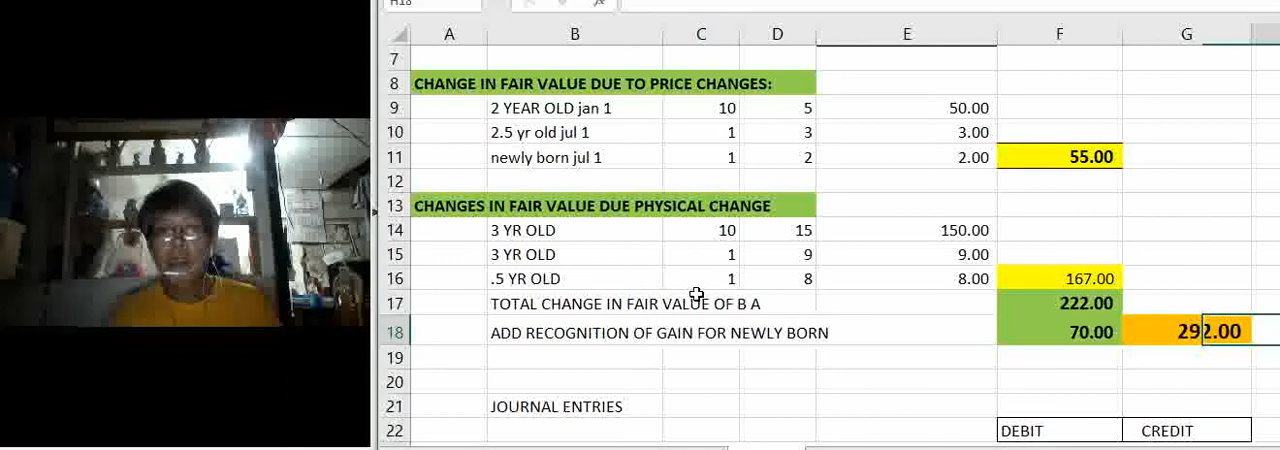 H18 fx
A B C D E F G
7
8 CHANGE IN FAIR VALUE DUE TO PRICE CHANGES:
9 2 YEAR OLD jan 1 10 5 50.00
10 2.5 yr old jul 1 1 3 3.00
11 newly born jul 1 1 2 2.00 55.00
12
13 CHANGES IN FAIR VALUE DUE PHYSICAL CHANGE
14 3 YR OLD 10 15 150.00
15 3 YR OLD 1 9 9.00
16 .5 YR OLD 1 8 8.00 167.00
17 TOTAL CHANGE IN FAIR VALUE OF B A 222.00
18 ADD RECOGNITION OF GAIN FOR NEWLY BORN 70.00 292.00
19
20
21 JOURNAL ENTRIES
22 DEBIT CREDIT